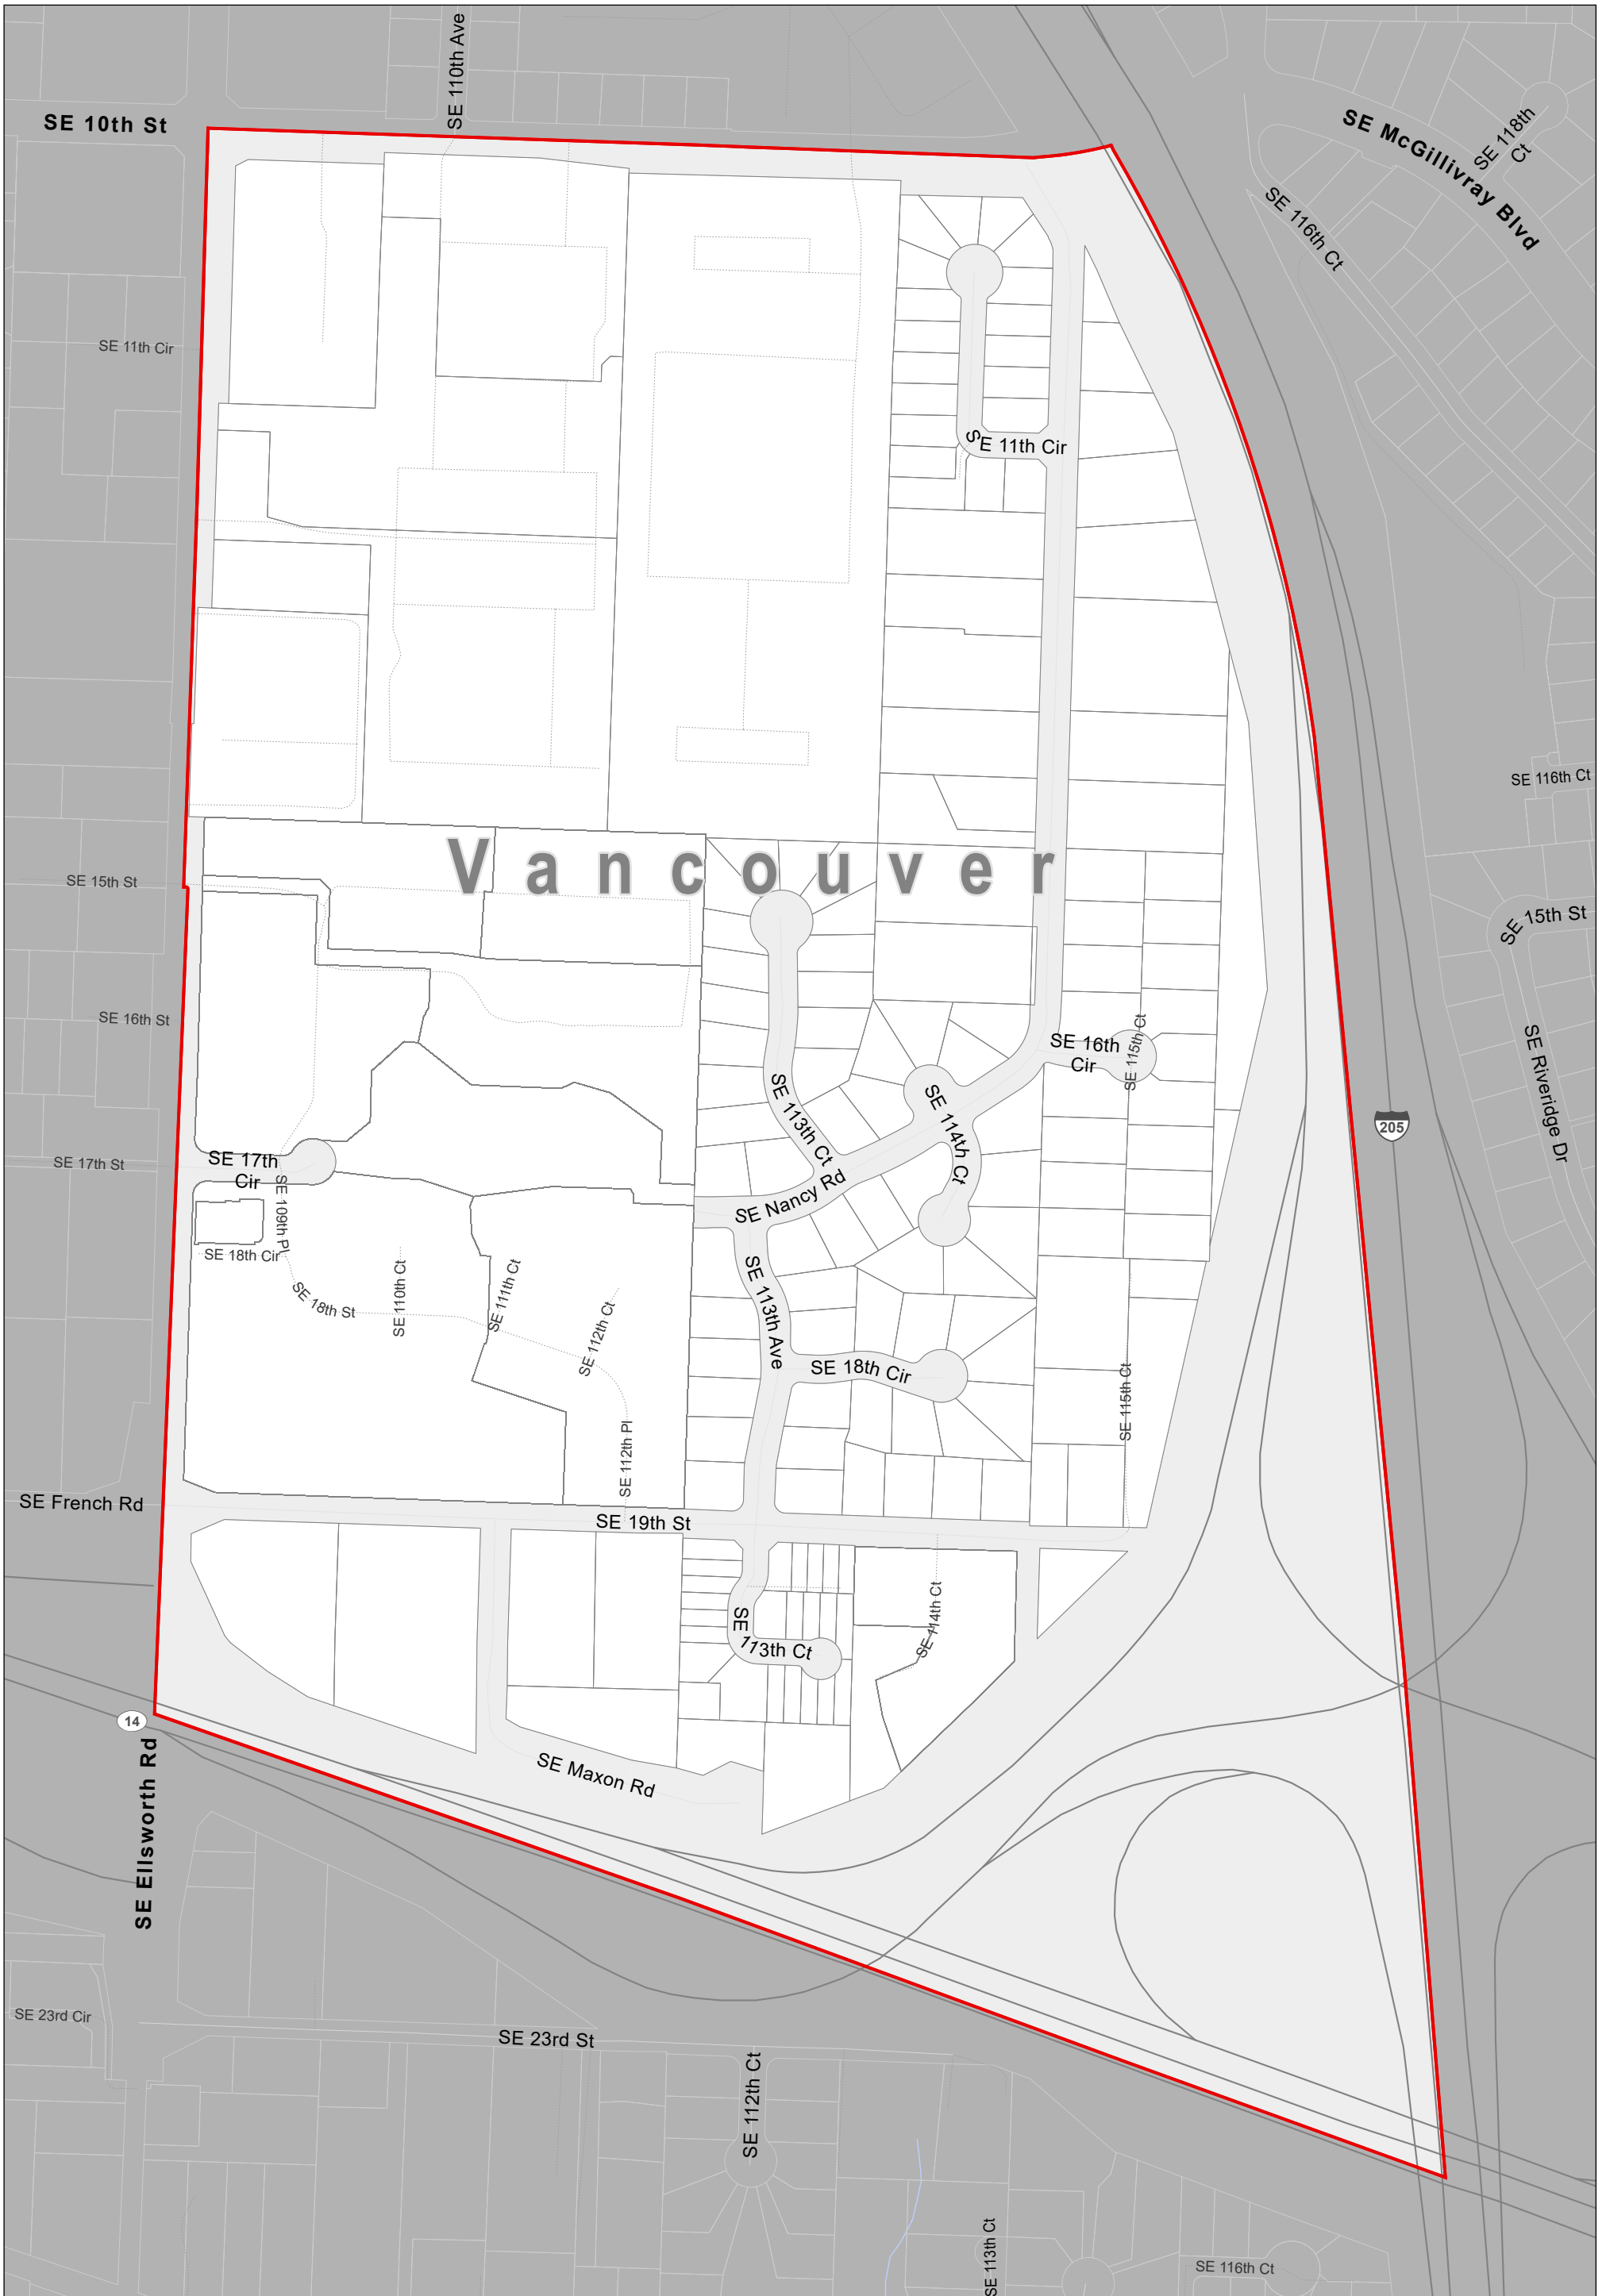 SE 110th Ave
SE 10th St
SE McGillivray Blvd
SE 118th
Ct
SE 116th Ct
SE 11th Cir
SE 11th Cir
SE 116th Ct
Vancouver
SE 15th St
SE 15th St
SE 16th St
SE 16th
Cir
SE 115th Ct
SE Riveridge Dr
SE 113th Ct
SE 114th Ct
205
SE 17th St
SE 17th
Cir
SE 109th Pl
SE Nancy Rd
SE 18th Cir
SE 18th St
SE 110th Ct
SE 111th Ct
SE 112th Ct
SE 113th Ave
SE 18th Cir
SE 115th Ct
SE 112th Pl
SE French Rd
SE 19th St
SE 114th Ct
SE
113th Ct
14
SE Ellsworth Rd
SE Maxon Rd
SE 23rd Cir
SE 23rd St
SE 112th Ct
SE 113th Ct
SE 116th Ct